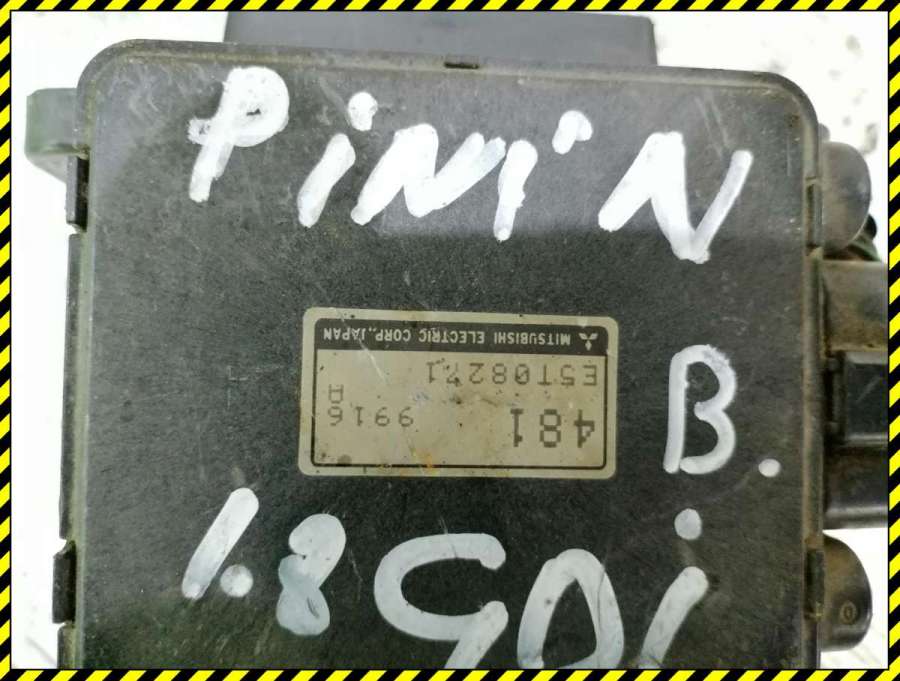 PiNiN
481 9916
A
E5T08271
MITSUBISHI ELECTRIC CORP.,JAPAN
B.
1.8 GDi